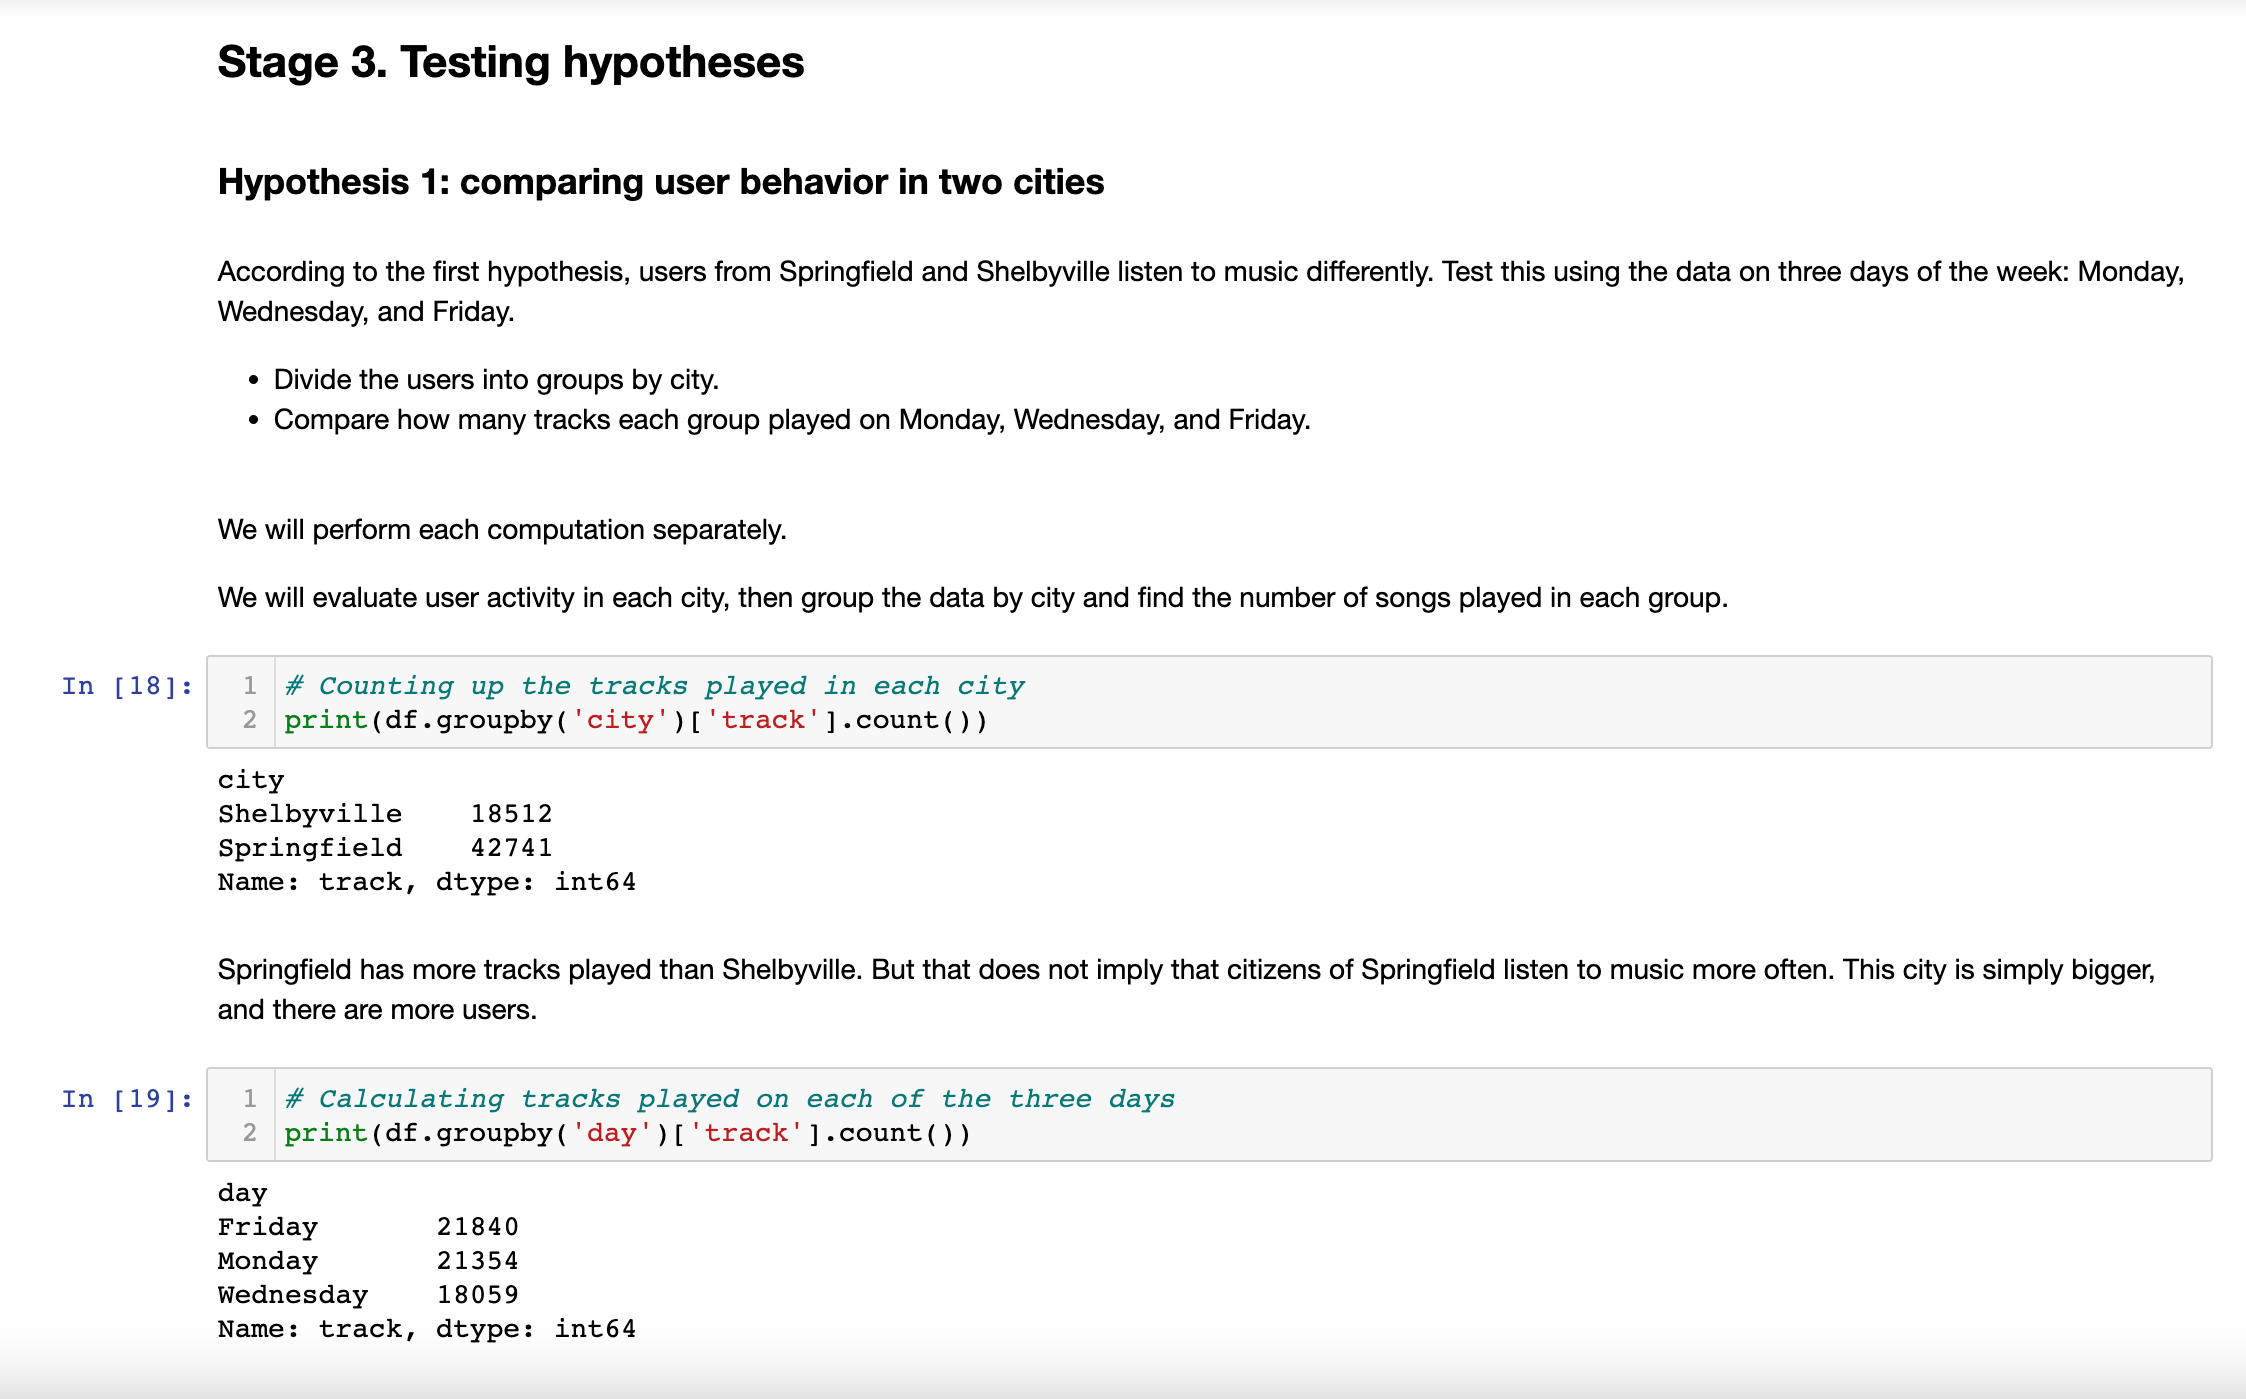 Stage 3. Testing hypotheses
Hypothesis 1: comparing user behavior in two cities
According to the first hypothesis, users from Springfield and Shelbyville listen to music differently. Test this using the data on three days of the week: Monday,
Wednesday, and Friday.
• Divide the users into groups by city.
• Compare how many tracks each group played on Monday, Wednesday, and Friday.
We will perform each computation separately.
We will evaluate user activity in each city, then group the data by city and find the number of songs played in each group.
In [18]: 1 # Counting up the tracks played in each city
2 print(df.groupby('city')['track'].count())
city
Shelbyville    18512
Springfield    42741
Name: track, dtype: int64
Springfield has more tracks played than Shelbyville. But that does not imply that citizens of Springfield listen to music more often. This city is simply bigger,
and there are more users.
In [19]: 1 # Calculating tracks played on each of the three days
2 print(df.groupby('day')['track'].count())
day
Friday       21840
Monday       21354
Wednesday    18059
Name: track, dtype: int64